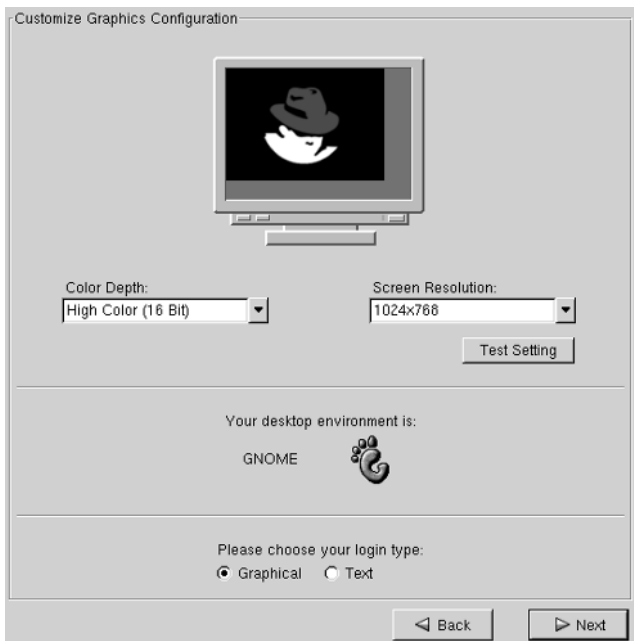 Customize Graphics Configuration
Color Depth:
High Color (16 Bit)
Screen Resolution:
1024x768
Test Setting
Your desktop environment is:
GNOME
Please choose your login type:
Graphical
Text
Back
Next